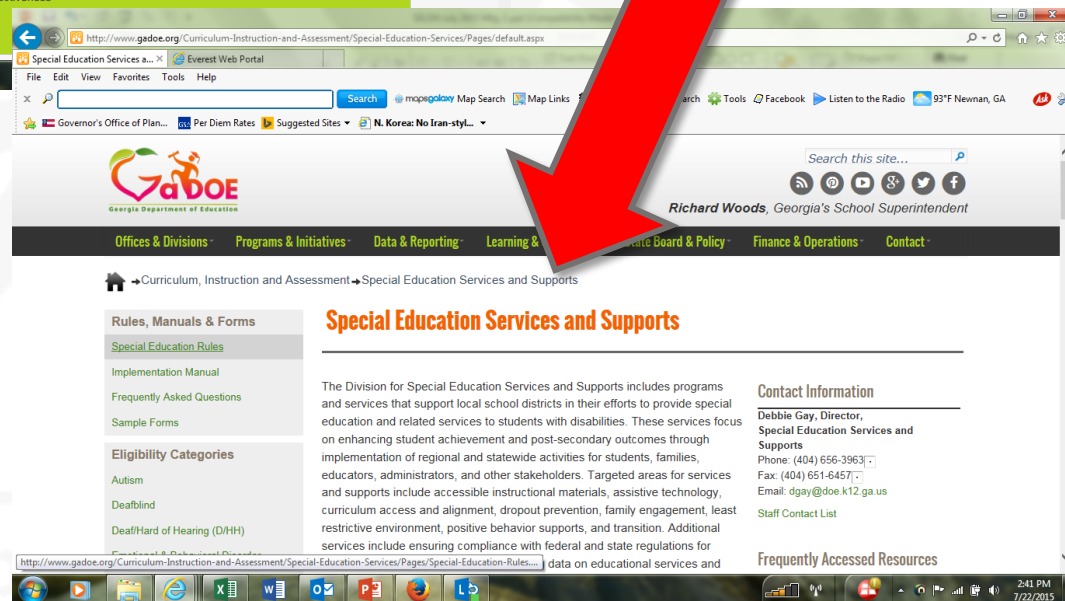 http://www.gadoe.org/Curriculum-Instruction-and-Assessment/Special-Education-Services/Pages/default.aspx
Special Education Services a... Everest Web Portal
File Edit View Favorites Tools Help
x Search mapsgalaxy Map Search Map Links arch Tools Facebook Listen to the Radio 93°F Newnan, GA Ask
Governor's Office of Plan... Per Diem Rates Suggested Sites N. Korea: No Iran-styl...
Search this site...
GaDOE
Georgia Department of Education
Richard Woods, Georgia's School Superintendent
Offices & Divisions Programs & Initiatives Data & Reporting Learning & State Board & Policy Finance & Operations Contact
Curriculum, Instruction and Assessment Special Education Services and Supports
Rules, Manuals & Forms
Special Education Rules
Implementation Manual
Frequently Asked Questions
Sample Forms
Eligibility Categories
Autism
Deafblind
Deaf/Hard of Hearing (D/HH)
Special Education Services and Supports
The Division for Special Education Services and Supports includes programs
and services that support local school districts in their efforts to provide special
education and related services to students with disabilities. These services focus
on enhancing student achievement and post-secondary outcomes through
implementation of regional and statewide activities for students, families,
educators, administrators, and other stakeholders. Targeted areas for services
and supports include accessible instructional materials, assistive technology,
curriculum access and alignment, dropout prevention, family engagement, least
restrictive environment, positive behavior supports, and transition. Additional
services include ensuring compliance with federal and state regulations for
data on educational services and
Contact Information
Debbie Gay, Director,
Special Education Services and
Supports
Phone: (404) 656-3963
Fax: (404) 651-6457
Email: dgay@doe.k12.ga.us
Staff Contact List
Frequently Accessed Resources
http://www.gadoe.org/Curriculum-Instruction-and-Assessment/Special-Education-Services/Pages/Special-Education-Rules....
2:41 PM
7/22/2015